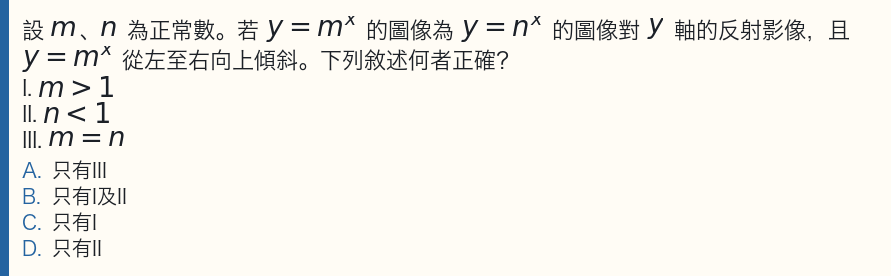 設 m、n 為正常數。若 y = m^x 的圖像為 y = n^x 的圖像對 y 軸的反射影像，且
y = m^x 從左至右向上傾斜。下列敘述何者正確？
I. m > 1
II. n < 1
III. m = n
A. 只有III
B. 只有I及II
C. 只有I
D. 只有II